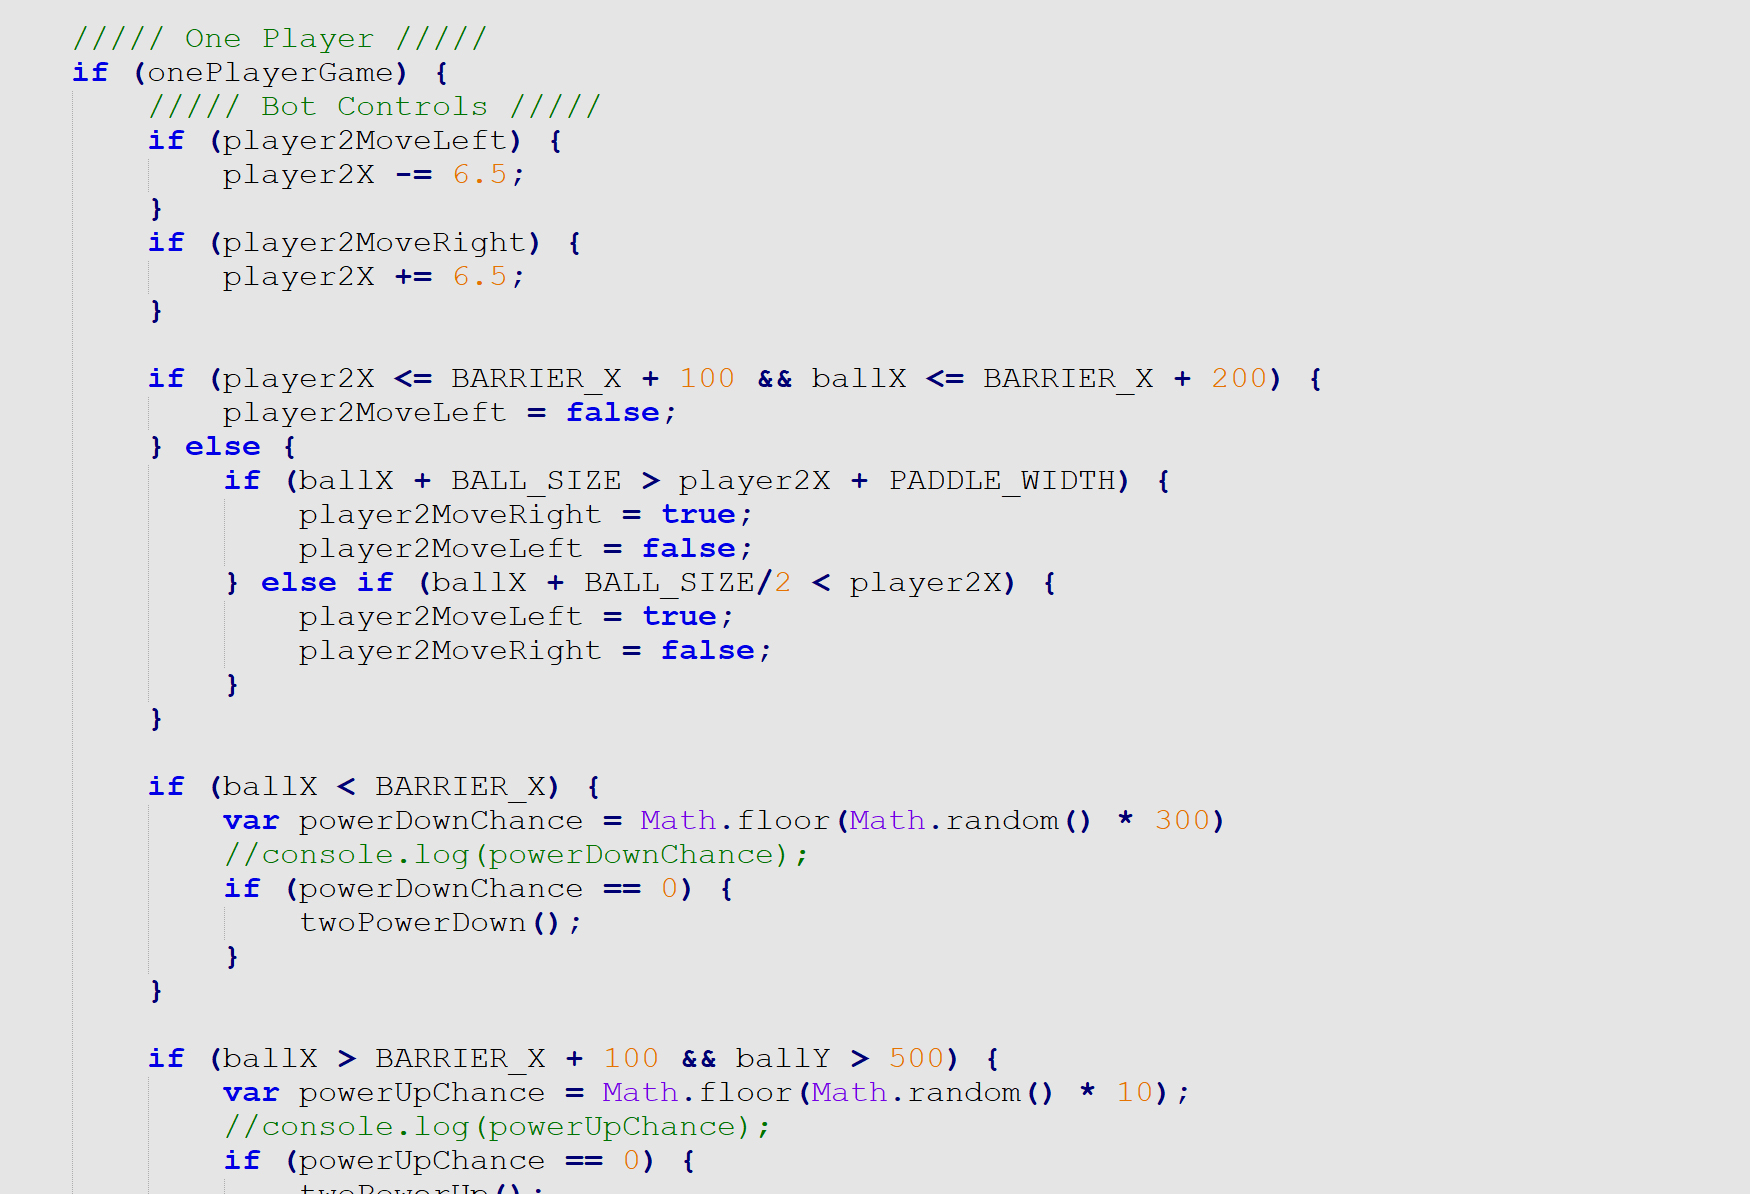 ///// One Player /////
if (onePlayerGame) {
    ///// Bot Controls /////
    if (player2MoveLeft) {
        player2X -= 6.5;
    }
    if (player2MoveRight) {
        player2X += 6.5;
    }

    if (player2X <= BARRIER_X + 100 && ballX <= BARRIER_X + 200) {
        player2MoveLeft = false;
    } else {
        if (ballX + BALL_SIZE > player2X + PADDLE_WIDTH) {
            player2MoveRight = true;
            player2MoveLeft = false;
        } else if (ballX + BALL_SIZE/2 < player2X) {
            player2MoveLeft = true;
            player2MoveRight = false;
        }
    }

    if (ballX < BARRIER_X) {
        var powerDownChance = Math.floor(Math.random() * 300)
        //console.log(powerDownChance);
        if (powerDownChance == 0) {
            twoPowerDown();
        }
    }

    if (ballX > BARRIER_X + 100 && ballY > 500) {
        var powerUpChance = Math.floor(Math.random() * 10);
        //console.log(powerUpChance);
        if (powerUpChance == 0) {
            twoPowerUp();